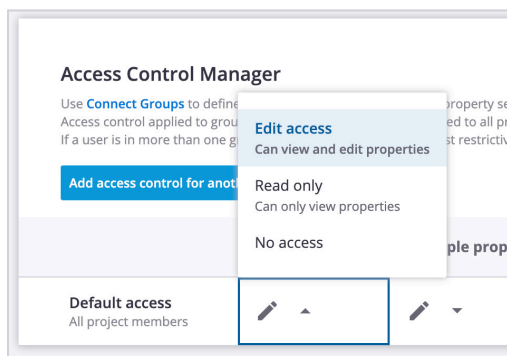 Access Control Manager
Use Connect Groups to define property se
Access control applied to grou ed to all pr
If a user is in more than one g st restrictiv
Edit access
Can view and edit properties
Read only
Can only view properties
No access
Add access control for anot
ple prop
Default access
All project members